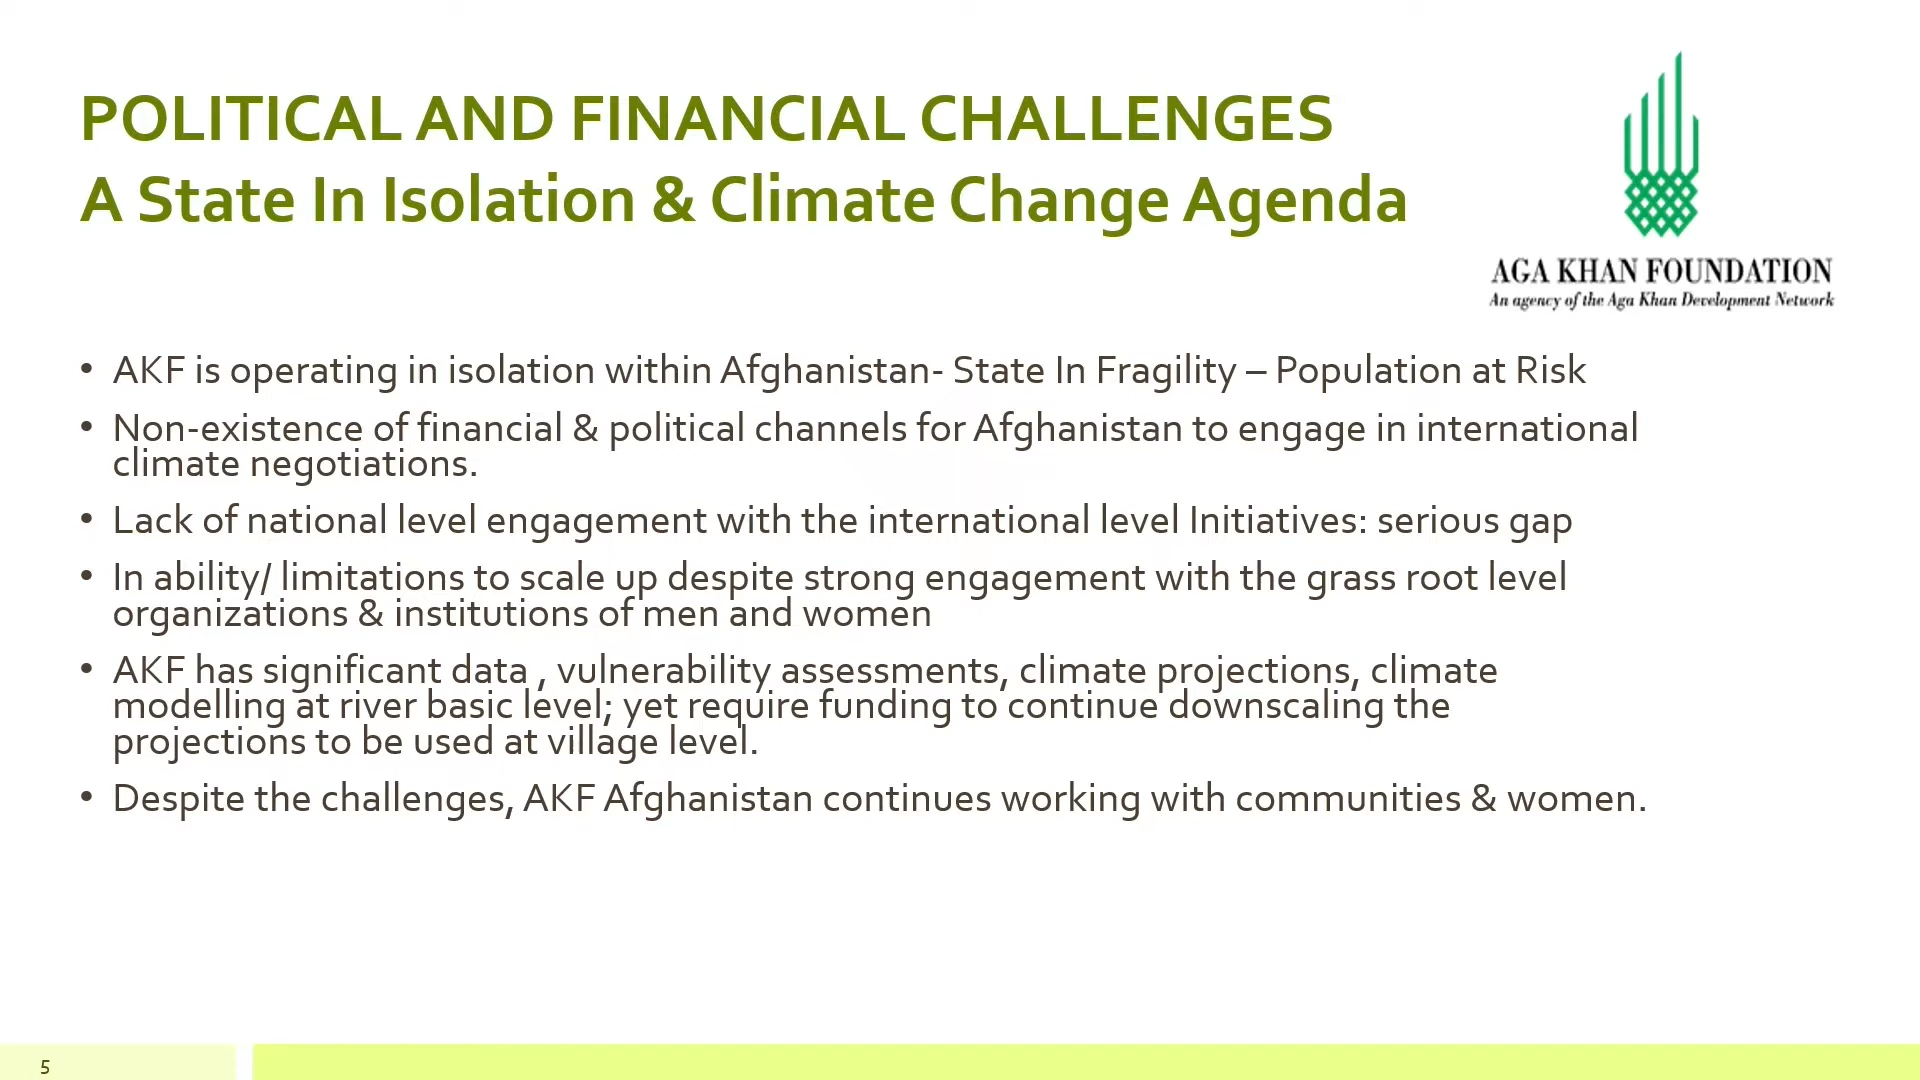 POLITICAL AND FINANCIAL CHALLENGES
A State In Isolation & Climate Change Agenda
AGA KHAN FOUNDATION
An agency of the Aga Khan Development Network
• AKF is operating in isolation within Afghanistan- State In Fragility – Population at Risk
• Non-existence of financial & political channels for Afghanistan to engage in international
climate negotiations.
• Lack of national level engagement with the international level Initiatives: serious gap
• In ability/ limitations to scale up despite strong engagement with the grass root level
organizations & institutions of men and women
• AKF has significant data , vulnerability assessments, climate projections, climate
modelling at river basic level; yet require funding to continue downscaling the
projections to be used at village level.
• Despite the challenges, AKF Afghanistan continues working with communities & women.
5